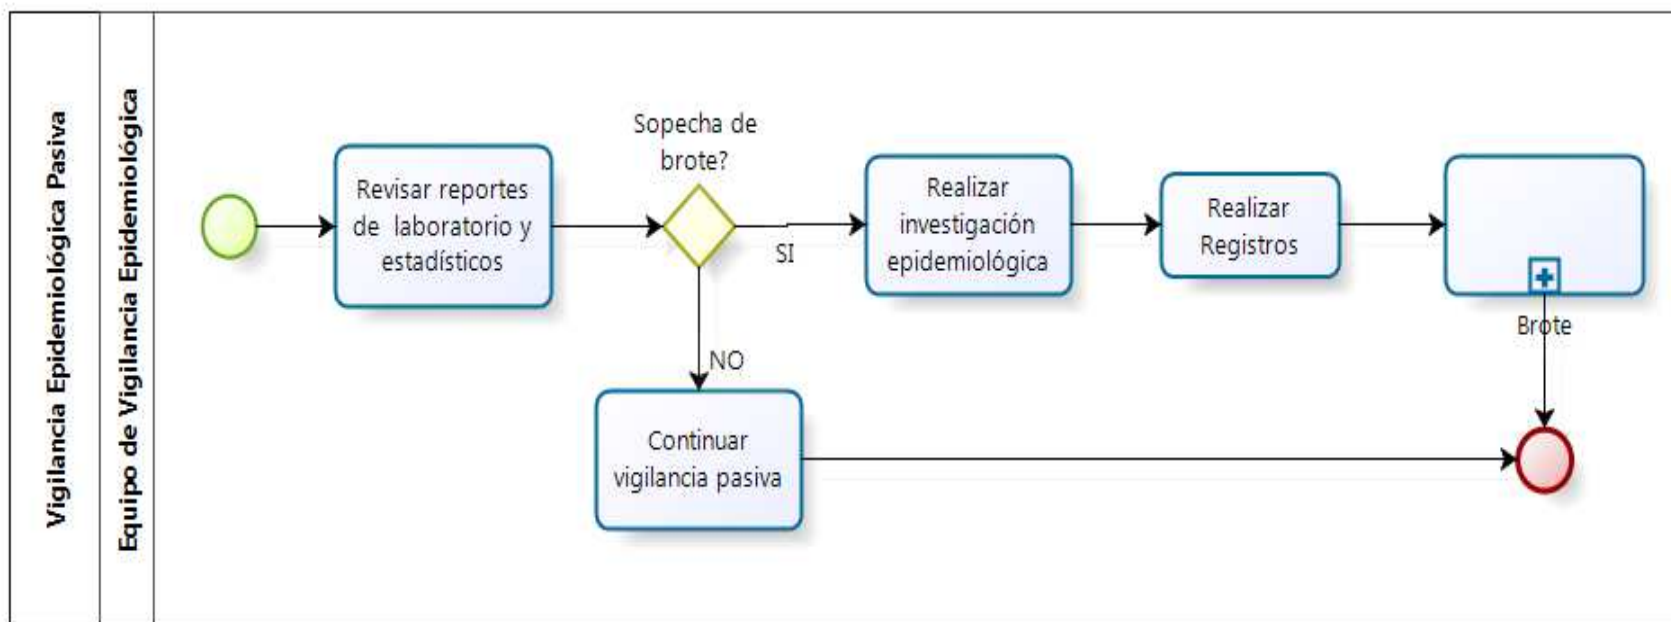 Vigilancia Epidemiológica Pasiva
Equipo de Vigilancia Epidemiológica
Revisar reportes
de laboratorio y
estadísticos
Sopecha de
brote?
SI
NO
Realizar
investigación
epidemiológica
Realizar
Registros
Brote
Continuar
vigilancia pasiva